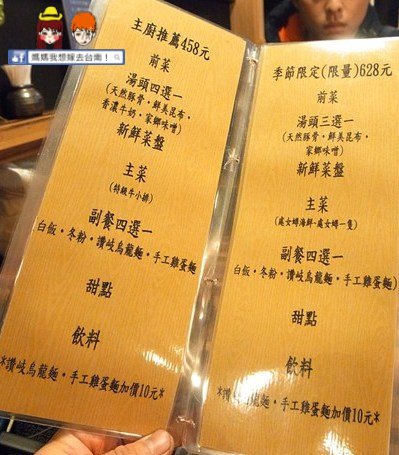 媽媽我想嫁去台南！
主廚推薦458元
前菜
湯頭四選一
(天然豚骨‧鮮美昆布‧
香濃牛奶‧家鄉味噌)
新鮮菜盤
主菜
(特級牛小排)
副餐四選一
白飯‧冬粉‧讚岐烏龍麵‧手工雞蛋麵
甜點
飲料
*讚岐烏龍麵‧手工雞蛋麵加價10元*
季節限定(限量)628元
前菜
湯頭三選一
(天然豚骨‧鮮美昆布‧
家鄉味噌)
新鮮菜盤
主菜
(處女蟳海鮮-處女蟳一隻)
副餐四選一
白飯‧冬粉‧讚岐烏龍麵‧手工雞蛋麵)
甜點
飲料
*讚岐烏龍麵‧手工雞蛋麵加價10元*